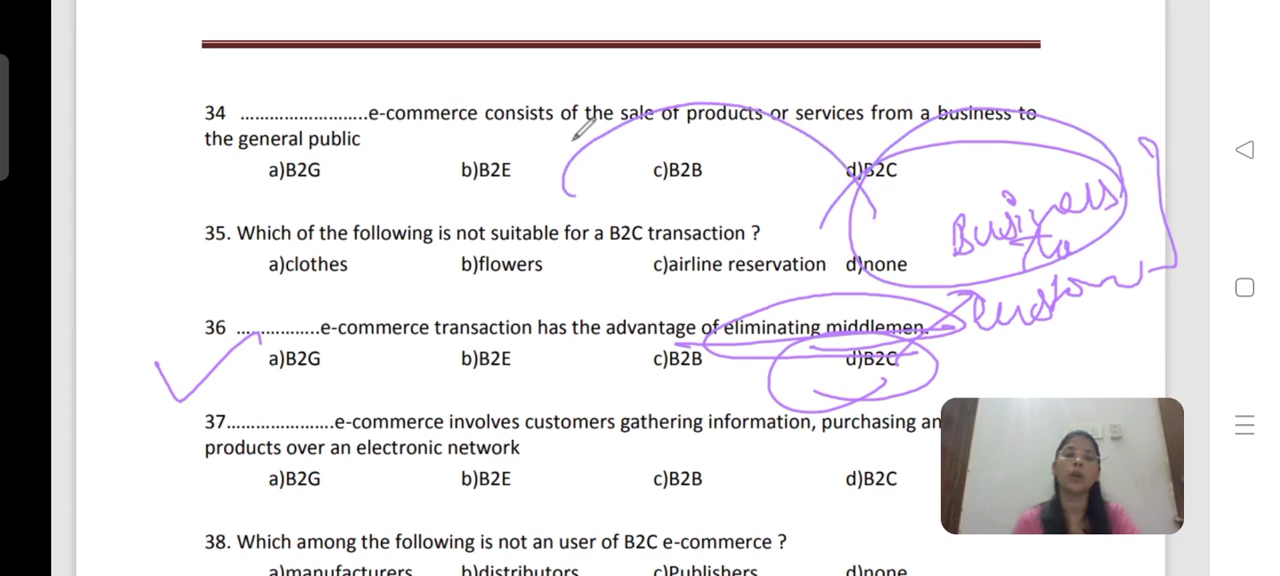 34 ..........................e-commerce consists of the sale of products or services from a business to
the general public
a)B2G b)B2E c)B2B d)B2C
Business
to
35. Which of the following is not suitable for a B2C transaction ?
a)clothes b)flowers c)airline reservation d)none
36 .................e-commerce transaction has the advantage of eliminating middlemen.
a)B2G b)B2E c)B2B d)B2C
37......................e-commerce involves customers gathering information, purchasing an
products over an electronic network
a)B2G b)B2E c)B2B d)B2C
38. Which among the following is not an user of B2C e-commerce ?
a)manufacturers b)distributors c)Publishers d)none